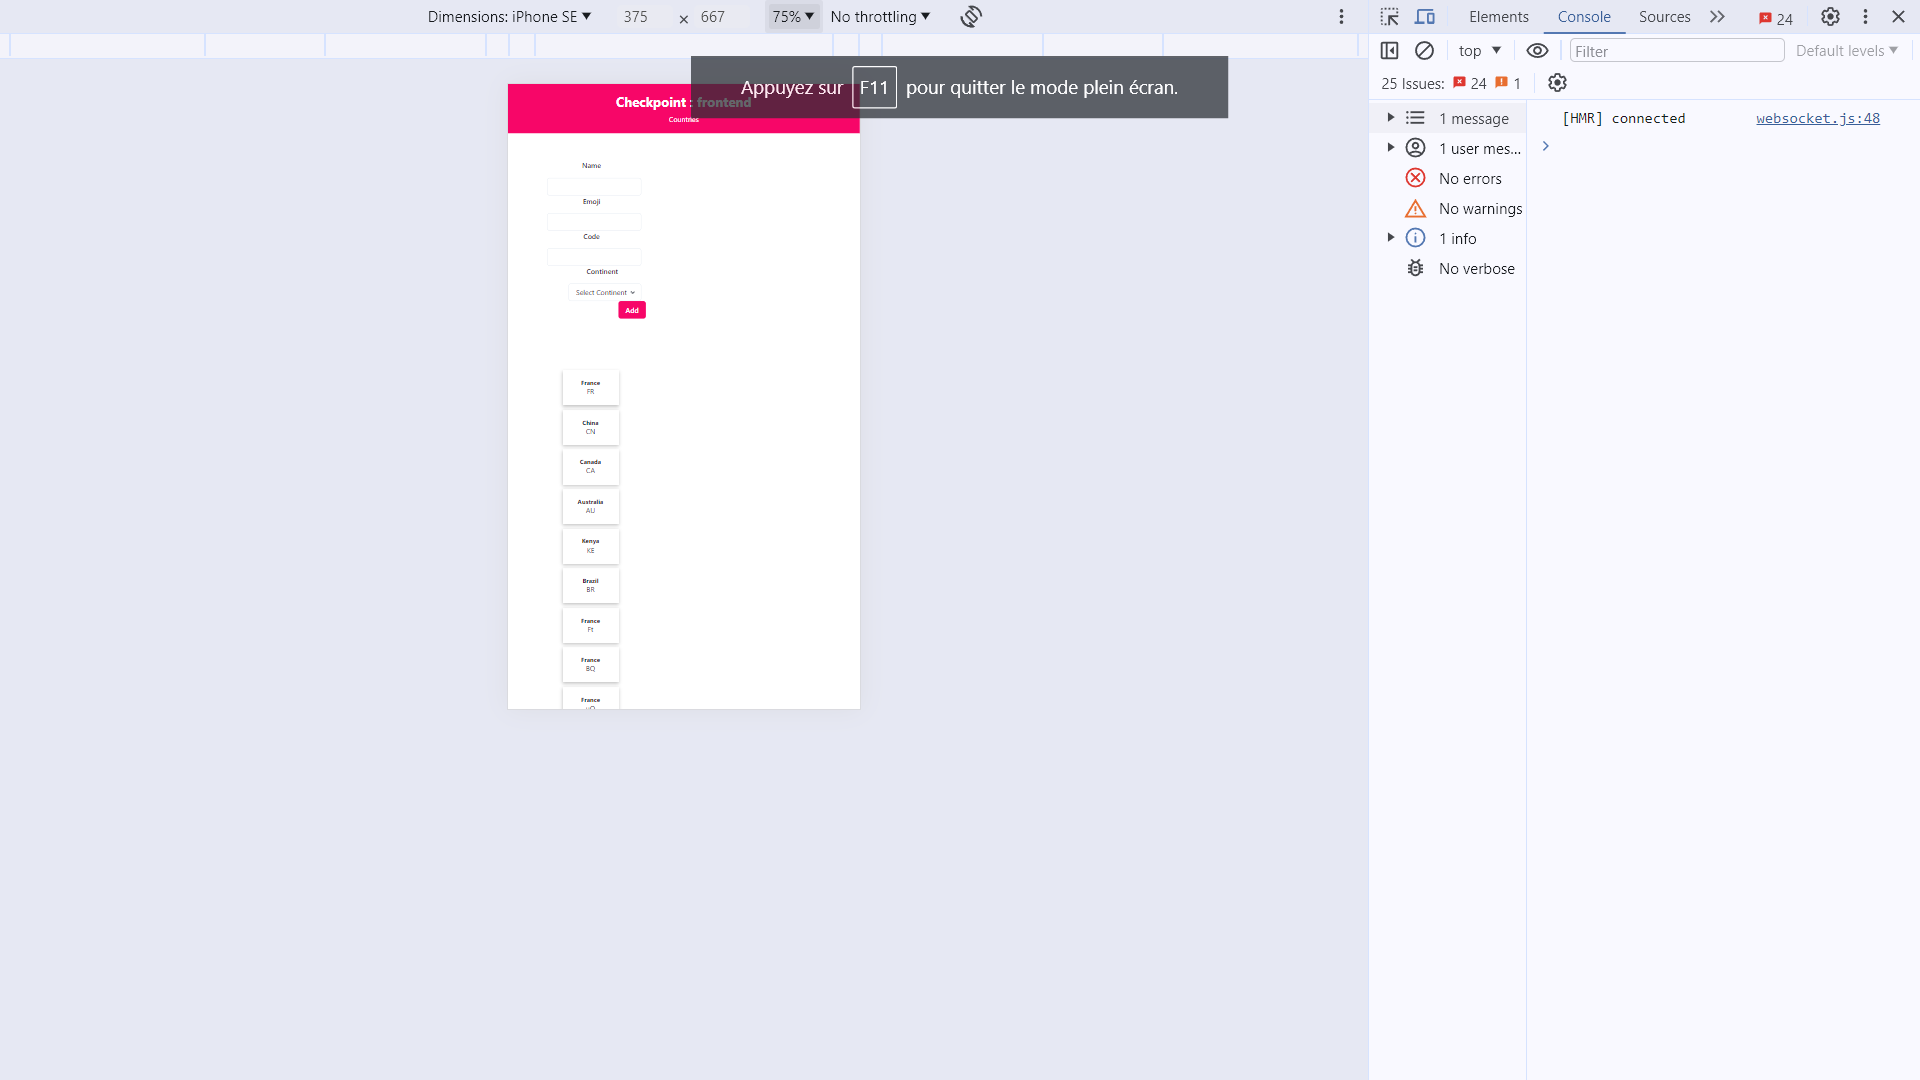 Dimensions: iPhone SE 375 × 667 75% No throttling
Elements Console Sources 24
top Filter Default levels
25 Issues: 24 1
Appuyez sur F11 pour quitter le mode plein écran.
Checkpoint : frontend
Countries
Name
Emoji
Code
Continent
Select Continent
Add
France
FR
China
CN
Canada
CA
Australia
AU
Kenya
KE
Brazil
BR
France
Ft
France
BQ
France
1 message
1 user mes...
No errors
No warnings
1 info
No verbose
[HMR] connected websocket.js:48